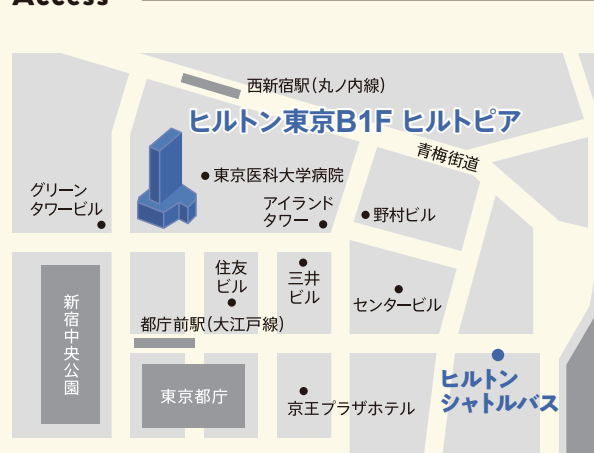 Access
西新宿駅（丸ノ内線）
ヒルトン東京B1F ヒルトピア
青梅街道
東京医科大学病院
グリーン
タワービル
アイランド
タワー
野村ビル
住友
ビル
三井
ビル
センタービル
新宿中央公園
都庁前駅（大江戸線）
東京都庁
京王プラザホテル
ヒルトン
シャトルバス